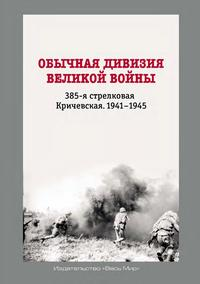 ОБЫЧНАЯ ДИВИЗИЯ
ВЕЛИКОЙ ВОЙНЫ
385-я стрелковая
Кричевская. 1941–1945
Издательство «Весь Мир»